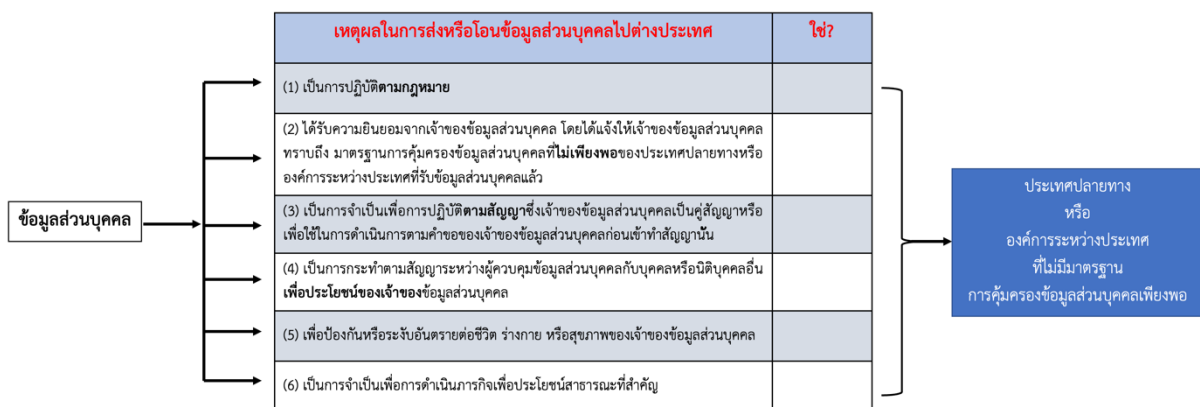 เหตุผลในการส่งหรือโอนข้อมูลส่วนบุคคลไปต่างประเทศ
ใช่?
ข้อมูลส่วนบุคคล
(1) เป็นการปฏิบัติตามกฎหมาย
(2) ได้รับความยินยอมจากเจ้าของข้อมูลส่วนบุคคล โดยได้แจ้งให้เจ้าของข้อมูลส่วนบุคคล
ทราบถึง มาตรฐานการคุ้มครองข้อมูลส่วนบุคคลที่ไม่เพียงพอของประเทศปลายทางหรือ
องค์การระหว่างประเทศที่รับข้อมูลส่วนบุคคลแล้ว
(3) เป็นการจำเป็นเพื่อการปฏิบัติตามสัญญาซึ่งเจ้าของข้อมูลส่วนบุคคลเป็นคู่สัญญาหรือ
เพื่อใช้ในการดำเนินการตามคำขอของเจ้าของข้อมูลส่วนบุคคลก่อนเข้าทำสัญญานั้น
(4) เป็นการกระทำตามสัญญาระหว่างผู้ควบคุมข้อมูลส่วนบุคคลกับบุคคลหรือนิติบุคคลอื่น
เพื่อประโยชน์ของเจ้าของข้อมูลส่วนบุคคล
(5) เพื่อป้องกันหรือระงับอันตรายต่อชีวิต ร่างกาย หรือสุขภาพของเจ้าของข้อมูลส่วนบุคคล
(6) เป็นการจำเป็นเพื่อการดำเนินภารกิจเพื่อประโยชน์สาธารณะที่สำคัญ
ประเทศปลายทาง
หรือ
องค์การระหว่างประเทศ
ที่ไม่มีมาตรฐาน
การคุ้มครองข้อมูลส่วนบุคคลเพียงพอ